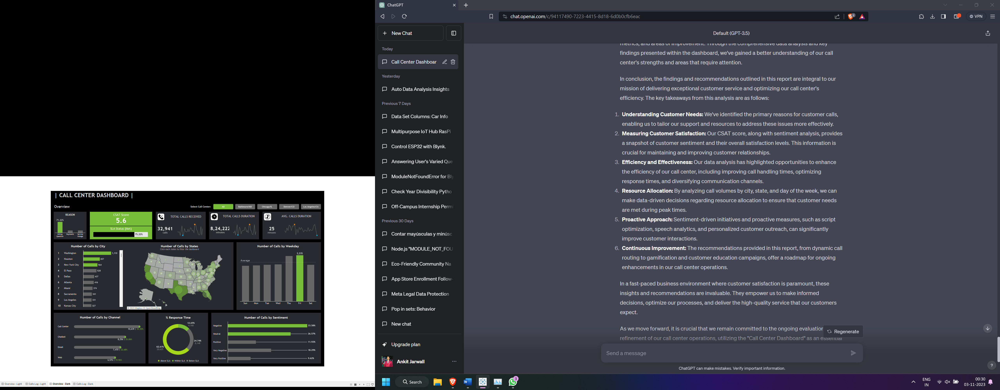 | CALL CENTER DASHBOARD |
Overview
Select Call Center:
All
Baltimore/MD
Chicago/IL
Denver/CO
Los Angeles/CA
REASON
71.22%
Billing Question
Payments
Service Outage
CSAT Score
5.6
SLA Status (Met)
75.20%
TOTAL CALLS RECEIVED
32,941
calls
TOTAL CALLS DURATION
8,24,222
minutes
AVG. CALLS DURATION
25
minutes
Number of Calls by City
1 Washington 1,110
2 Houston 657
3 New York City 564
4 El Paso 528
5 Dallas 437
6 Atlanta 416
7 Miami 374
8 Sacramento 341
9 Los Angeles 331
10 Kansas City 327
Number of Calls by States
Click each states to filter the dashboard
© 2023 Mapbox © OpenStreetMap
Number of Calls by Weekday
5,570
Average
Sun Mon Tue Wed Thu Fri Sat
Number of Calls by Channel
Call Center
10,639 | 32.30%
Chatbot
8,256 | 25.06%
Email
7,470 | 22.68%
Web
6,576 | 19.96%
% Response Time
12.65%
4,168
24.74%
8,148
62.61%
20,625
Above SLA Within SLA Below SLA
Number of Calls by Sentiment
Negative 33.58%
Neutral 26.57%
Positive 11.92%
Very Negative 18.29%
Very Positive 9.62%
Overview - Light
Calls Log - Light
Overview - Dark
Calls Log - Dark
ChatGPT
chat.openai.com/c/94117490-7223-4415-8d18-6d0b0cfb6eac
3
VPN
New Chat
Today
Call Center Dashboar
Yesterday
Auto Data Analysis Insights
Previous 7 Days
Data Set Columns: Car Info
Multipurpose IoT Hub RasPi
Control ESP32 with Blynk.
Answering User's Varied Que
ModuleNotFoundError for Bly
Check Year Divisibility Pytho
Off-Campus Internship Permi
Previous 30 Days
Contar mayúsculas y minúsc
Node.js "MODULE_NOT_FOU
Eco-Friendly Community Na
App Store Enrollment Follow-
Meta Legal Data Protection
Pop in sets: Behavior
New chat
Upgrade plan
Ankit Jarwall
Default (GPT-3.5)
metrics, and areas of improvement. Through the comprehensive data analysis and key
findings presented within the dashboard, we've gained a better understanding of our call
center's strengths and areas that require attention.
In conclusion, the findings and recommendations outlined in this report are integral to our
mission of delivering exceptional customer service and optimizing our call center's
efficiency. The key takeaways from this analysis are as follows:
1. Understanding Customer Needs: We've identified the primary reasons for customer calls,
enabling us to tailor our support and resources to address these issues more effectively.
2. Measuring Customer Satisfaction: Our CSAT score, along with sentiment analysis, provides
a snapshot of customer sentiment and their overall satisfaction levels. This information is
crucial for maintaining and improving customer relationships.
3. Efficiency and Effectiveness: Our data analysis has highlighted opportunities to enhance
the efficiency of our call center, including improving call handling times, optimizing
response times, and diversifying communication channels.
4. Resource Allocation: By analyzing call volumes by city, state, and day of the week, we can
make data-driven decisions regarding resource allocation to ensure that customer needs
are met during peak times.
5. Proactive Approach: Sentiment-driven initiatives and proactive measures, such as script
optimization, speech analytics, and personalized customer outreach, can significantly
improve customer interactions.
6. Continuous Improvement: The recommendations provided in this report, from dynamic call
routing to gamification and customer education campaigns, offer a roadmap for ongoing
enhancements in our call center operations.
In a fast-paced business environment where customer satisfaction is paramount, these
insights and recommendations are invaluable. They empower us to make informed
decisions, optimize our processes, and deliver the high-quality service that our customers
expect.
As we move forward, it is crucial that we remain committed to the ongoing evaluation
refinement of our call center operations, utilizing the "Call Center Dashboard" as an essential
Regenerate
Send a message
ChatGPT can make mistakes. Verify important information.
?
Search
3
ENG
IN
00:30
03-11-2023